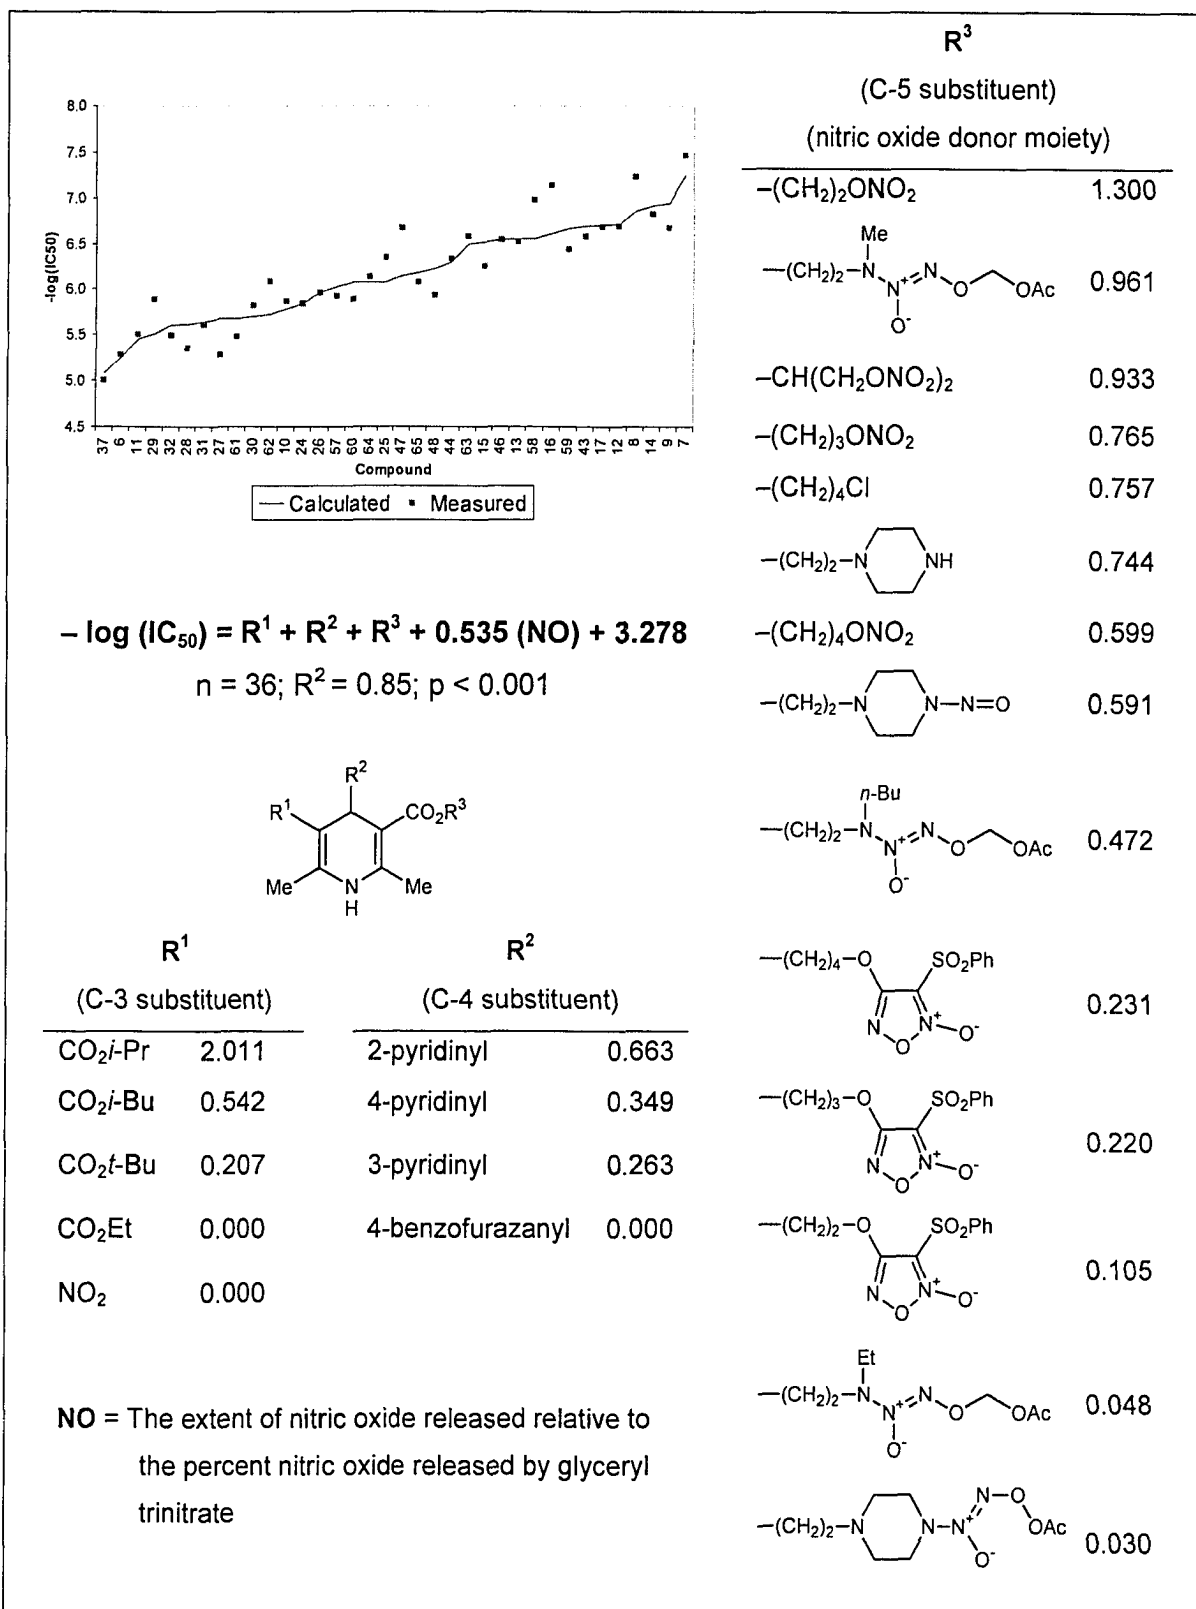 8.0
7.5
7.0
6.5
6.0
5.5
5.0
4.5
-log(IC50)
37 6 11 29 32 28 31 27 61 30 62 10 24 26 57 60 64 25 47 65 48 44 63 15 46 13 58 16 59 43 17 12 8 14 9 7
Compound
Calculated Measured
– log (IC50) = R1 + R2 + R3 + 0.535 (NO) + 3.278
n = 36; R2 = 0.85; p < 0.001
R2
R1
CO2R3
Me N Me
H
R1
(C-3 substituent)
CO2i-Pr 2.011
CO2i-Bu 0.542
CO2t-Bu 0.207
CO2Et 0.000
NO2 0.000
R2
(C-4 substituent)
2-pyridinyl 0.663
4-pyridinyl 0.349
3-pyridinyl 0.263
4-benzofurazanyl 0.000
NO = The extent of nitric oxide released relative to
the percent nitric oxide released by glyceryl
trinitrate
R3
(C-5 substituent)
(nitric oxide donor moiety)
–(CH2)2ONO2 1.300
Me
–(CH2)2–N N+ N O OAc 0.961
O-
–CH(CH2ONO2)2 0.933
–(CH2)3ONO2 0.765
–(CH2)4Cl 0.757
–(CH2)2–N NH 0.744
–(CH2)4ONO2 0.599
–(CH2)2–N N–N=O 0.591
n-Bu
–(CH2)2–N N+ N O OAc 0.472
O-
–(CH2)4–O SO2Ph
0.231
N O N+ O-
–(CH2)3–O SO2Ph
0.220
N O N+ O-
–(CH2)2–O SO2Ph
0.105
N O N+ O-
Et
–(CH2)2–N N+ N O OAc 0.048
O-
N–O
–(CH2)2–N N–N+ OAc 0.030
O-